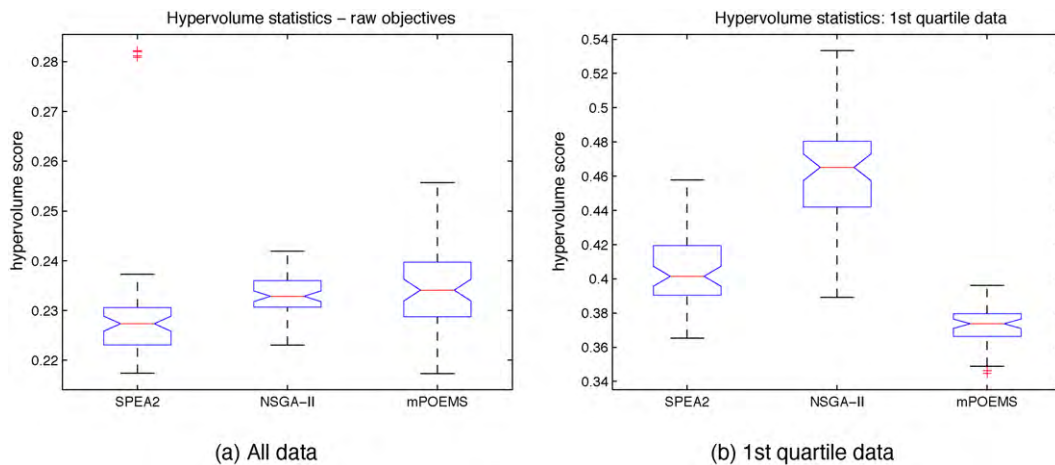 Hypervolume statistics – raw objectives
0.28
0.27
0.26
0.25
0.24
0.23
0.22
hypervolume score
SPEA2 NSGA–II mPOEMS
(a) All data
Hypervolume statistics: 1st quartile data
0.54
0.52
0.5
0.48
0.46
0.44
0.42
0.4
0.38
0.36
0.34
hypervolume score
SPEA2 NSGA–II mPOEMS
(b) 1st quartile data